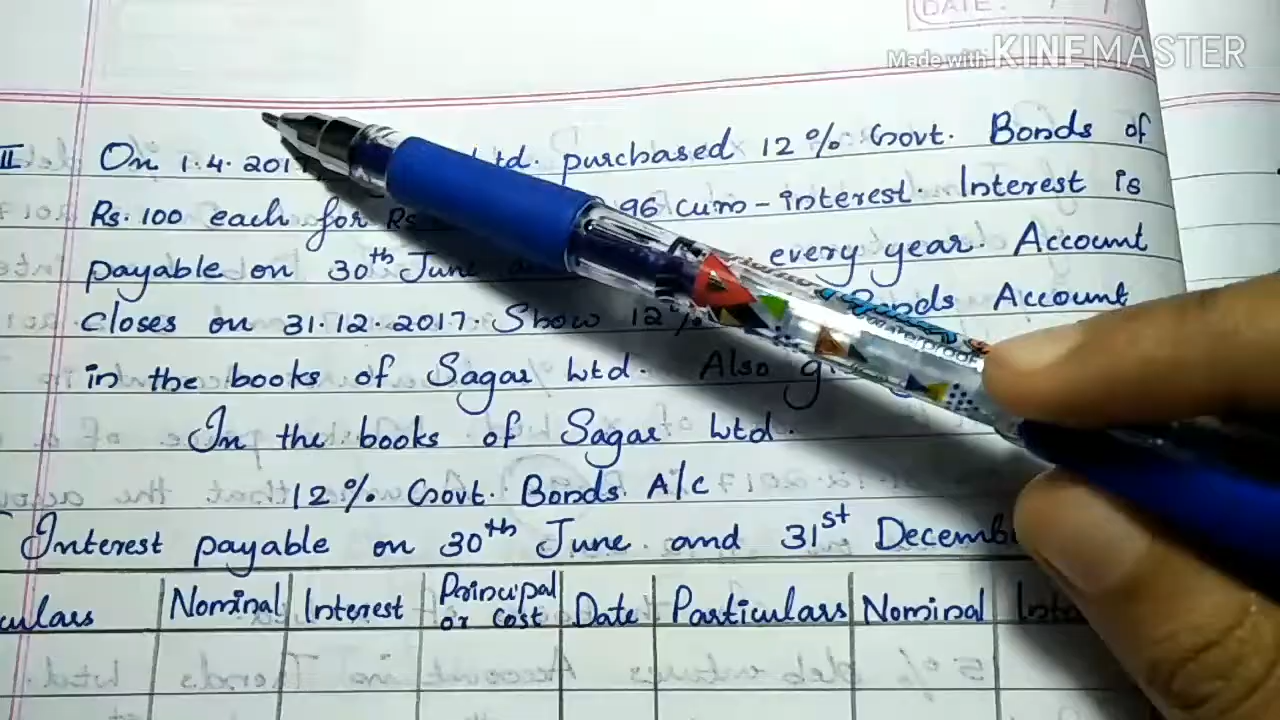 DATE: / /
Made with KINEMASTER
II On 1.4.201 Ltd. purchased 12% Govt. Bonds of
Rs. 100 each for Rs 96 cum-interest. Interest is
payable on 30th June every year. Account
closes on 31.12.2017. Show 12% Bonds Account
in the books of Sagar Ltd. Also
In the books of Sagar Ltd.
12% Govt. Bonds A/c
Interest payable on 30th June and 31st
Nominal Interest Principal or Cost Date Particulars Nominal